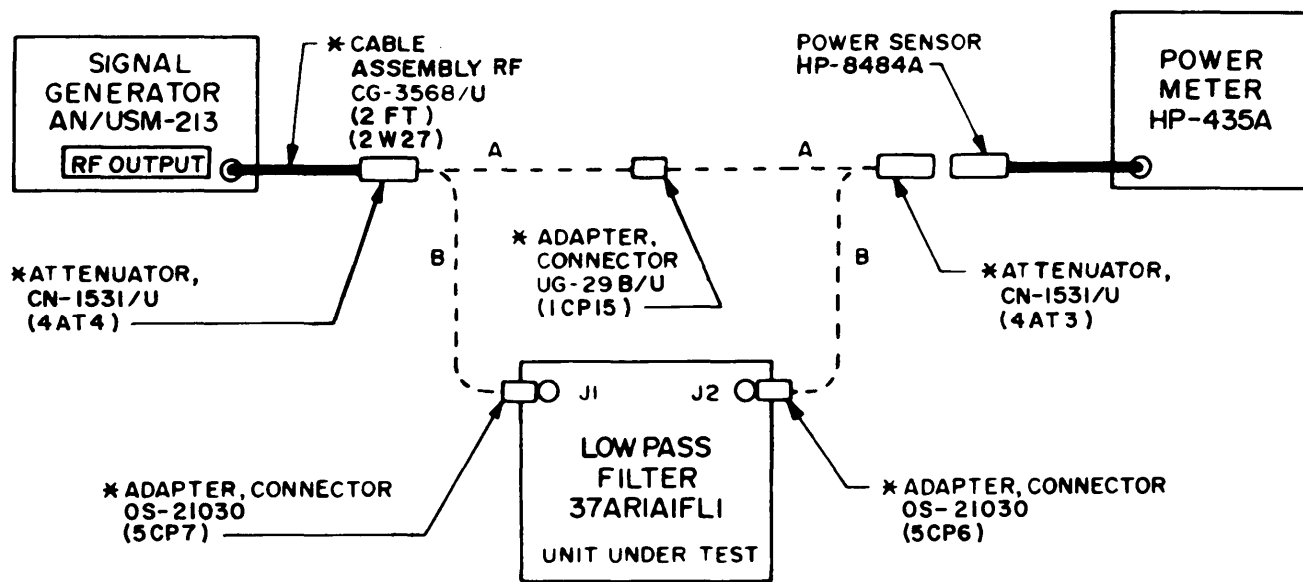 SIGNAL
GENERATOR
AN/USM-213
RF OUTPUT
* CABLE
ASSEMBLY RF
CG-3568/U
(2 FT)
(2W27)
POWER SENSOR
HP-8484A
POWER
METER
HP-435A
A
A
B
B
* ATTENUATOR,
CN-1531/U
(4AT4)
* ADAPTER,
CONNECTOR
UG-29B/U
(1CP15)
* ATTENUATOR,
CN-1531/U
(4AT3)
J1
J2
LOW PASS
FILTER
37AR1A1FL1
UNIT UNDER TEST
* ADAPTER, CONNECTOR
OS-21030
(5CP7)
* ADAPTER, CONNECTOR
OS-21030
(5CP6)